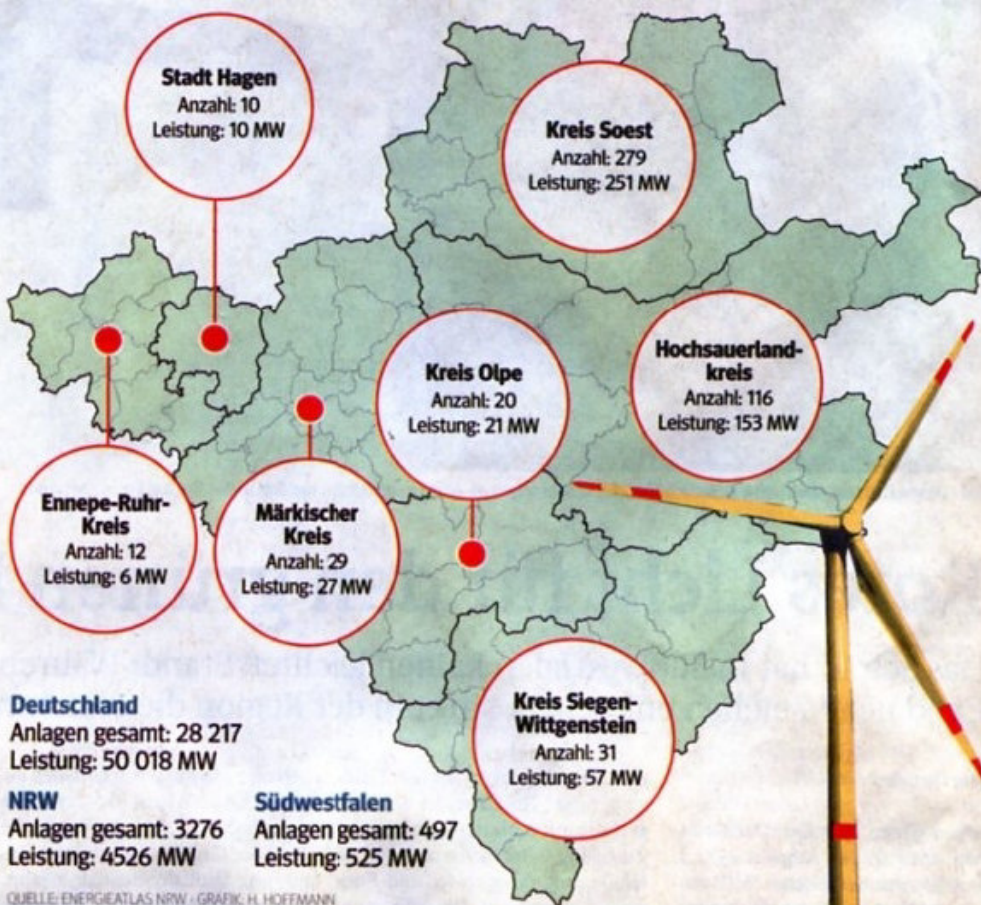 Stadt Hagen
Anzahl: 10
Leistung: 10 MW
Kreis Soest
Anzahl: 279
Leistung: 251 MW
Kreis Olpe
Anzahl: 20
Leistung: 21 MW
Hochsauerland-
kreis
Anzahl: 116
Leistung: 153 MW
Ennepe-Ruhr-
Kreis
Anzahl: 12
Leistung: 6 MW
Märkischer
Kreis
Anzahl: 29
Leistung: 27 MW
Kreis Siegen-
Wittgenstein
Anzahl: 31
Leistung: 57 MW
Deutschland
Anlagen gesamt: 28 217
Leistung: 50 018 MW
NRW
Anlagen gesamt: 3276
Leistung: 4526 MW
Südwestfalen
Anlagen gesamt: 497
Leistung: 525 MW
QUELLE: ENERGIEATLAS NRW · GRAFIK: H. HOFFMANN